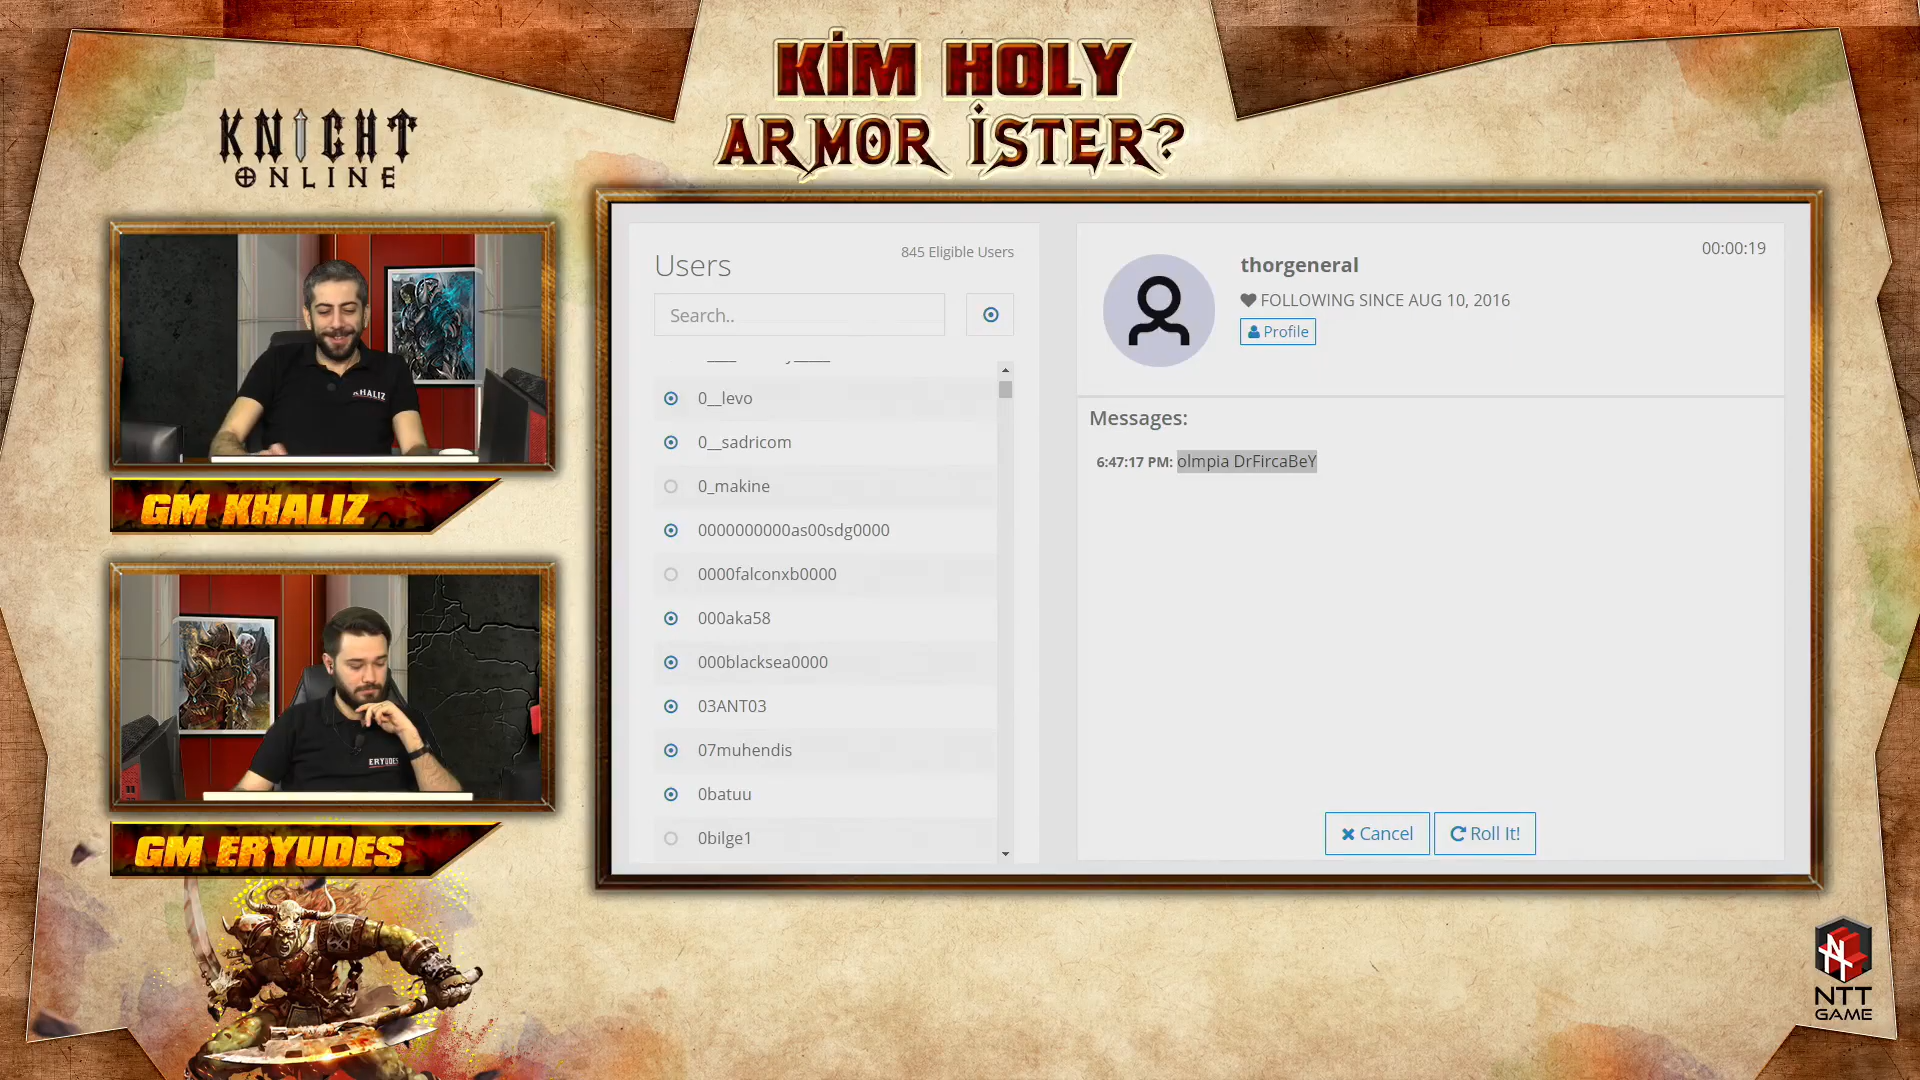 KİM HOLY
ARMOR İSTER?
KNIGHT
ONLINE
KHALIZ
GM KHALIZ
ERYUDES
GM ERYUDES
Users
845 Eligible Users
Search..
0__levo
0__sadricom
0_makine
0000000000as00sdg0000
0000falconxb0000
000aka58
000blacksea0000
03ANT03
07muhendis
0batuu
0bilge1
thorgeneral
00:00:19
FOLLOWING SINCE AUG 10, 2016
Profile
Messages:
6:47:17 PM: olmpia DrFircaBeY
Cancel
Roll It!
NTT
GAME